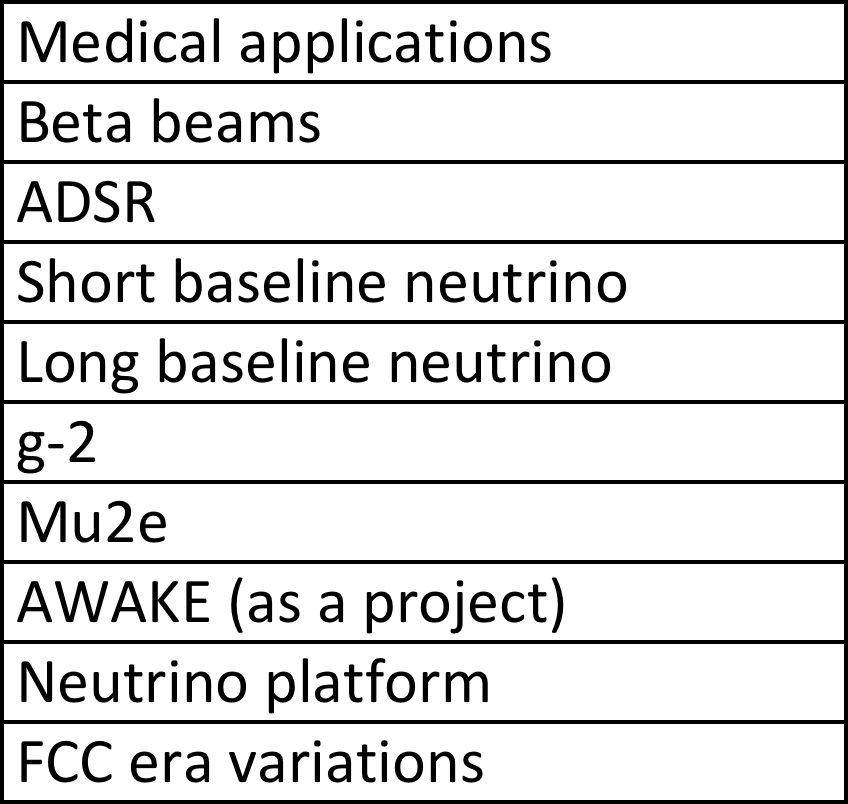 Medical applications
Beta beams
ADSR
Short baseline neutrino
Long baseline neutrino
g-2
Mu2e
AWAKE (as a project)
Neutrino platform
FCC era variations